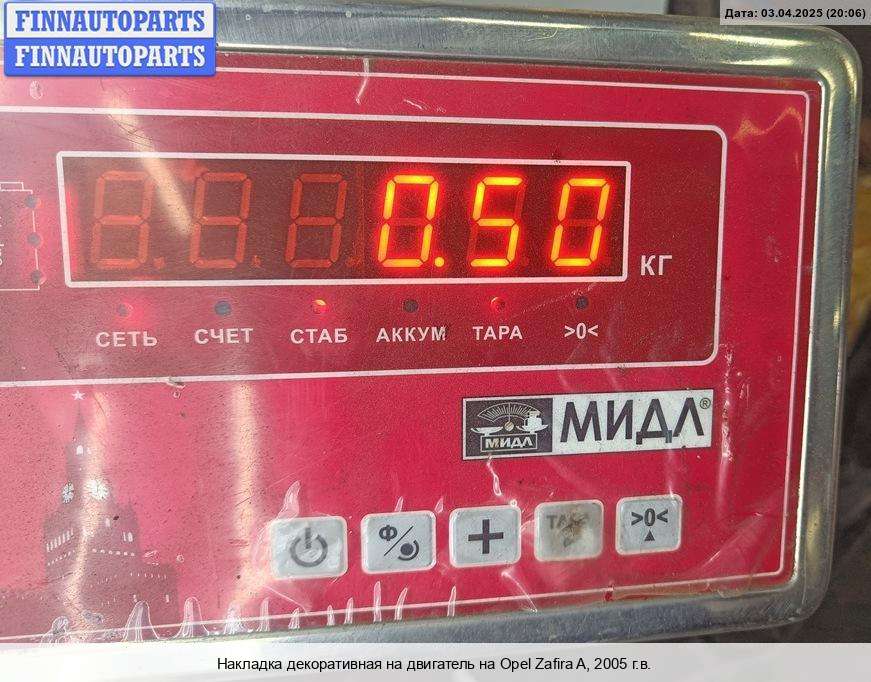 FINNAUTOPARTS
FINNAUTOPARTS
Дата: 03.04.2025 (20:06)
0.50
КГ
СЕТЬ СЧЕТ СТАБ АККУМ ТАРА >0<
МИДЛ МИДЛ®
Ф + ТАРА >0<
Накладка декоративная на двигатель на Opel Zafira A, 2005 г.в.